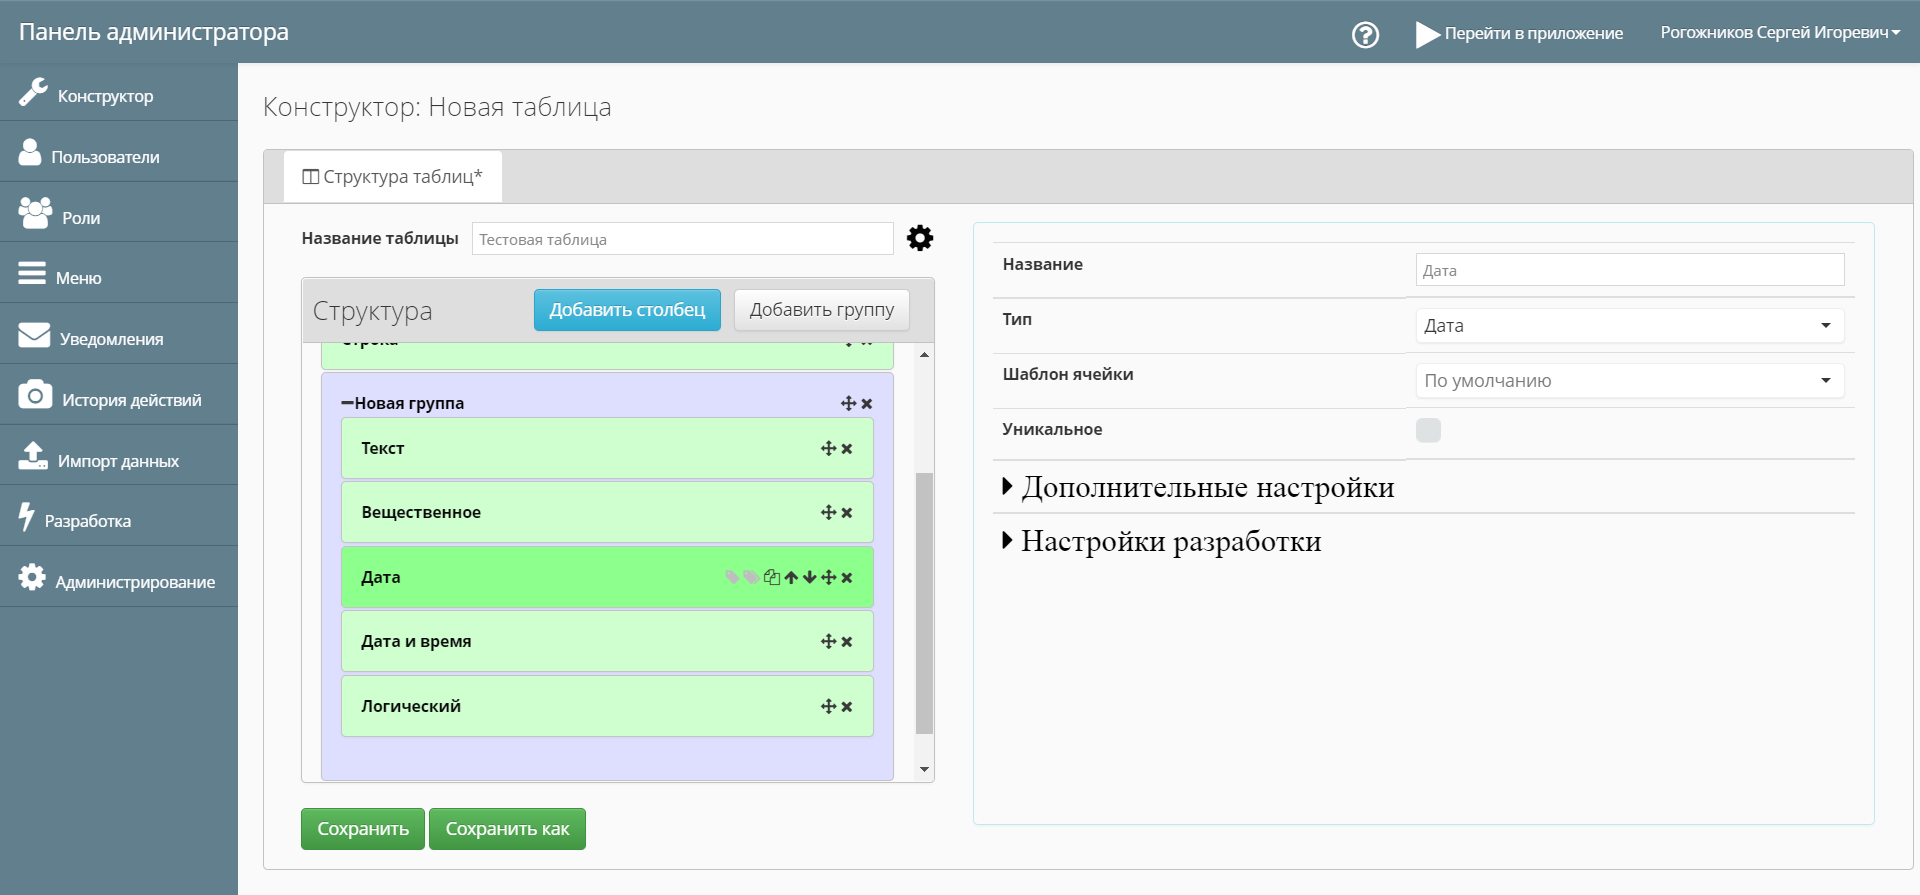 Панель администратора
Перейти в приложение
Рогожников Сергей Игоревич
Конструктор
Пользователи
Роли
Меню
Уведомления
История действий
Импорт данных
Разработка
Администрирование
Конструктор: Новая таблица
Структура таблиц*
Название таблицы
Тестовая таблица
Структура
Добавить столбец
Добавить группу
Строка
Новая группа
Текст
Вещественное
Дата
Дата и время
Логический
Сохранить
Сохранить как
Название
Дата
Тип
Дата
Шаблон ячейки
По умолчанию
Уникальное
Дополнительные настройки
Настройки разработки